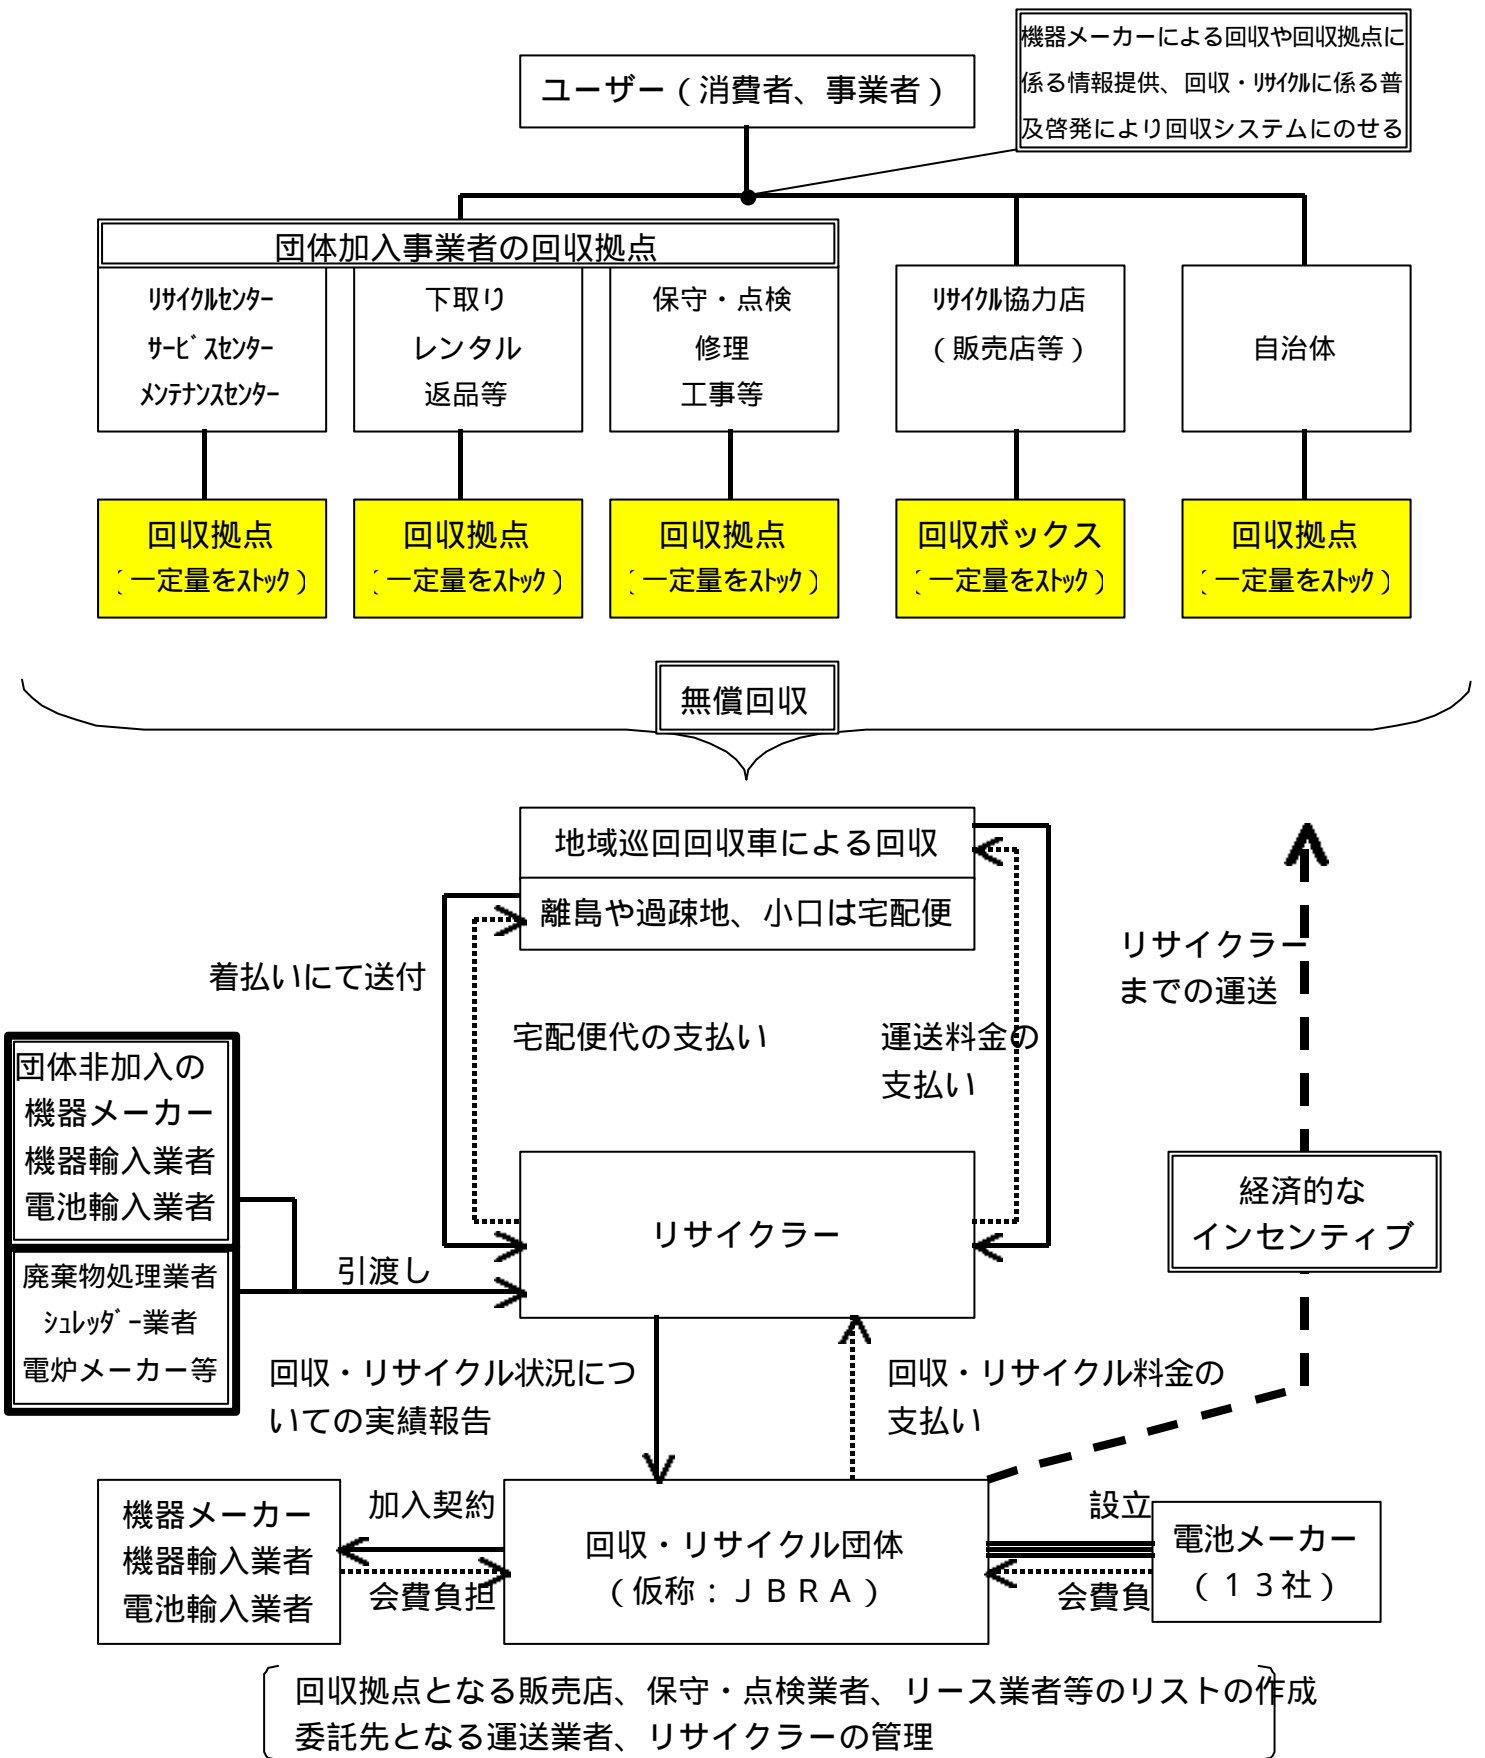 機器メーカーによる回収や回収拠点に
係る情報提供、回収・ﾘｻｲｸﾙに係る普
及啓発により回収システムにのせる
ユーザー（消費者、事業者）
団体加入事業者の回収拠点
ﾘｻｲｸﾙｾﾝﾀｰ
ｻｰﾋﾞｽｾﾝﾀｰ
ﾒﾝﾃﾅﾝｽｾﾝﾀｰ
下取り
レンタル
返品等
保守・点検
修理
工事等
ﾘｻｲｸﾙ協力店
（販売店等）
自治体
回収拠点
（一定量をｽﾄｯｸ）
回収拠点
（一定量をｽﾄｯｸ）
回収拠点
（一定量をｽﾄｯｸ）
回収ボックス
（一定量をｽﾄｯｸ）
回収拠点
（一定量をｽﾄｯｸ）
無償回収
地域巡回回収車による回収
離島や過疎地、小口は宅配便
着払いにて送付
宅配便代の支払い
運送料金の
支払い
リサイクラー
までの運送
団体非加入の
機器メーカー
機器輸入業者
電池輸入業者
廃棄物処理業者
ｼｭﾚｯﾀﾞｰ業者
電炉メーカー等
引渡し
リサイクラー
経済的な
インセンティブ
回収・リサイクル状況につ
いての実績報告
回収・リサイクル料金の
支払い
機器メーカー
機器輸入業者
電池輸入業者
加入契約
会費負担
回収・リサイクル団体
（仮称：ＪＢＲＡ）
設立
会費負
電池メーカー
（１３社）
回収拠点となる販売店、保守・点検業者、リース業者等のリストの作成
委託先となる運送業者、リサイクラーの管理